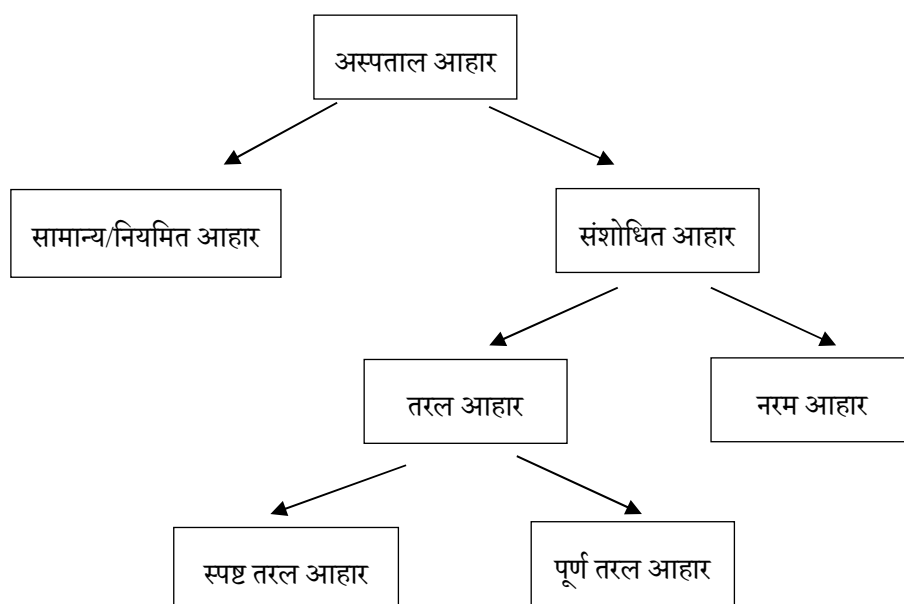 अस्पताल आहार
सामान्य/नियमित आहार
संशोधित आहार
तरल आहार
नरम आहार
स्पष्ट तरल आहार
पूर्ण तरल आहार